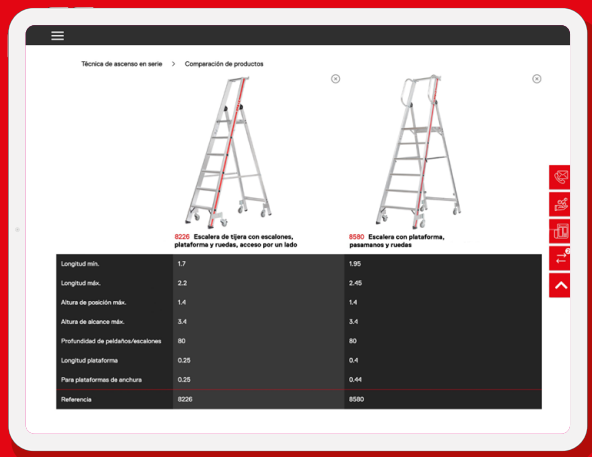 Técnica de ascenso en serie > Comparación de productos
8226 Escalera de tijera con escalones,
plataforma y ruedas, acceso por un lado
8580 Escalera con plataforma,
pasamanos y ruedas
Longitud mín. 1.7 1.95
Longitud máx. 2.2 2.45
Altura de posición máx. 1.4 1.4
Altura de alcance máx. 3.4 3.4
Profundidad de peldaños/escalones 80 80
Longitud plataforma 0.25 0.4
Para plataformas de anchura 0.25 0.44
Referencia 8226 8580